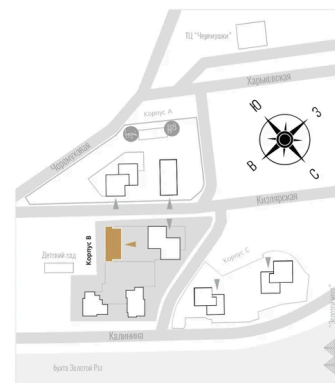 ТЦ "Черемушки"
Харьковская
Корпус А
Черемуховая
Ю
З
В
С
Кизлярская
Корпус В
Детский сад
Корпус С
Калинина
бухта Золотой Рог